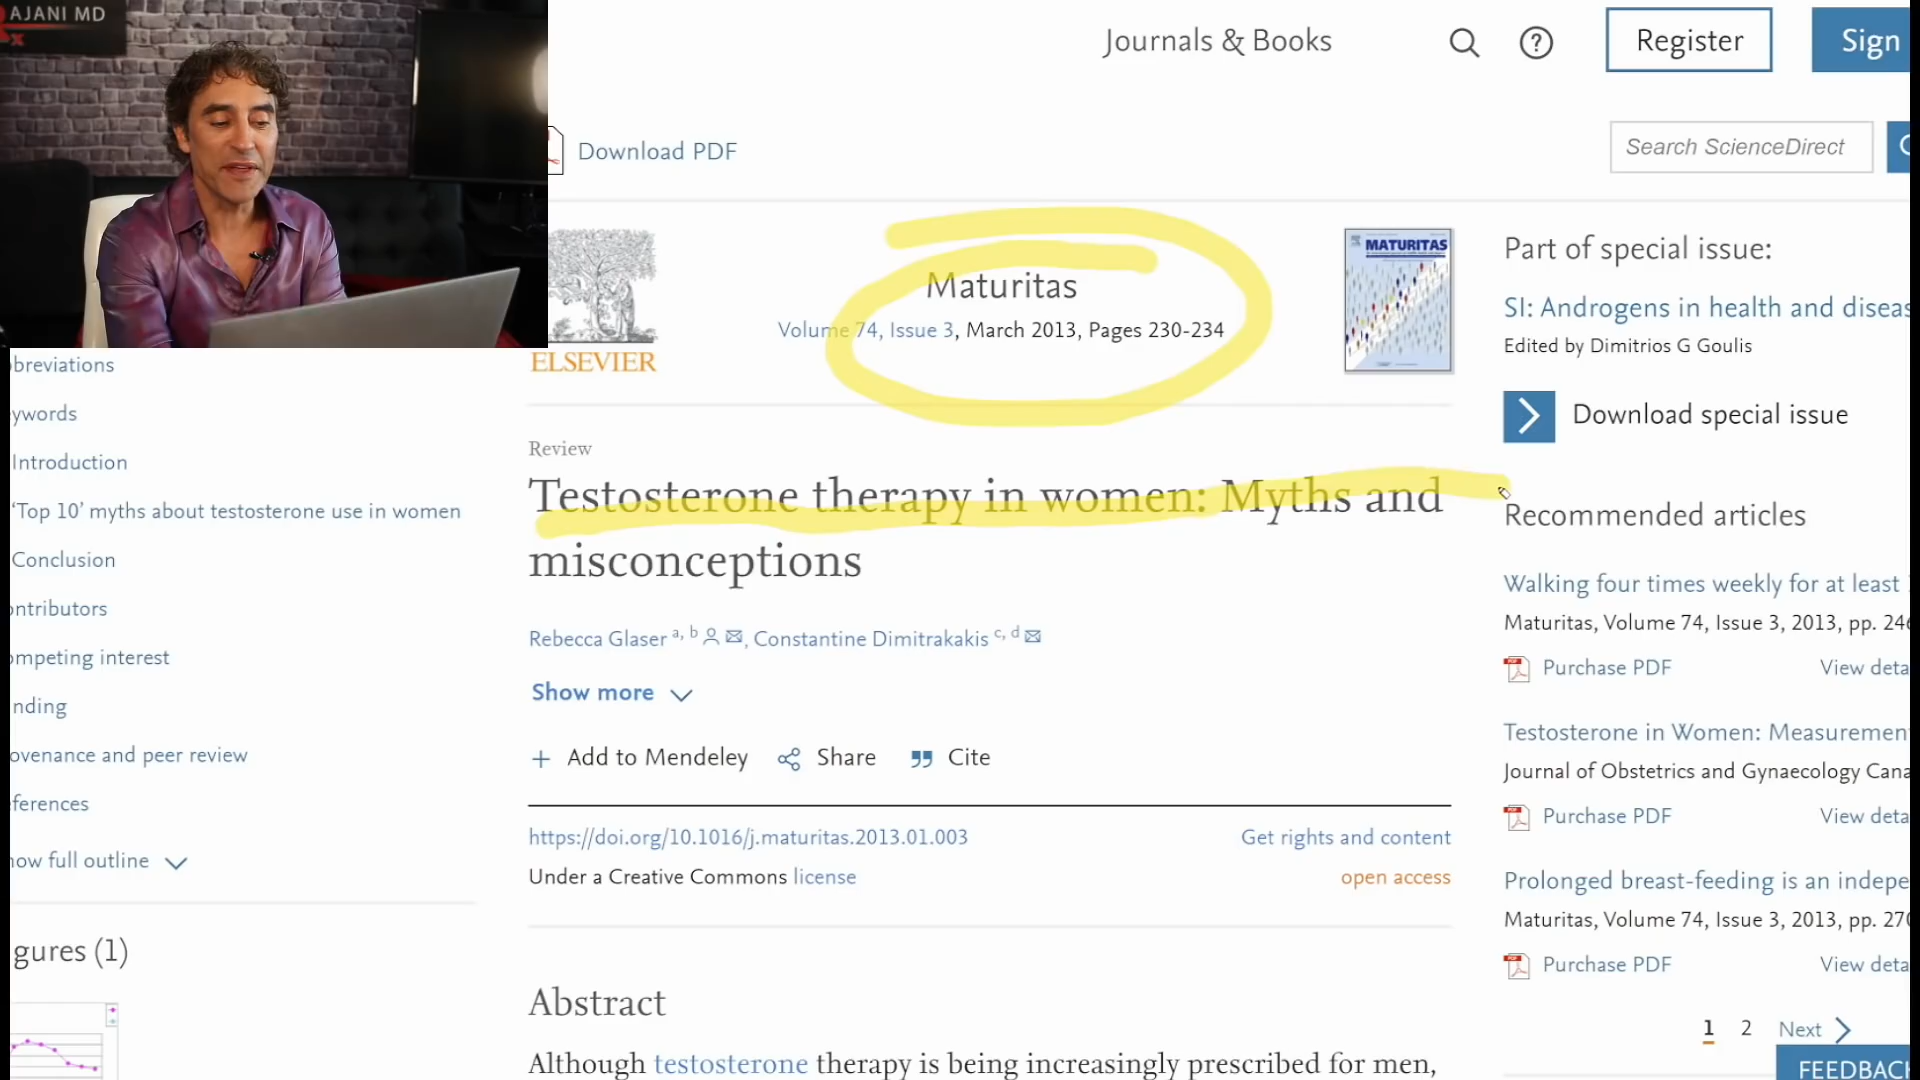 AJANI MD
Journals & Books
Register
Sign
Download PDF
Search ScienceDirect
ELSEVIER
Maturitas
Volume 74, Issue 3, March 2013, Pages 230-234
MATURITAS
Part of special issue:
SI: Androgens in health and diseas
Edited by Dimitrios G Goulis
Download special issue
breviations
ywords
Introduction
‘Top 10’ myths about testosterone use in women
Conclusion
ontributors
ompeting interest
nding
ovenance and peer review
ferences
how full outline
gures (1)
Review
Testosterone therapy in women: Myths and
misconceptions
Rebecca Glaser a, b, Constantine Dimitrakakis c, d
Show more
+ Add to Mendeley Share Cite
https://doi.org/10.1016/j.maturitas.2013.01.003
Get rights and content
Under a Creative Commons license
open access
Abstract
Although testosterone therapy is being increasingly prescribed for men,
Recommended articles
Walking four times weekly for at least
Maturitas, Volume 74, Issue 3, 2013, pp. 246
Purchase PDF View deta
Testosterone in Women: Measuremen
Journal of Obstetrics and Gynaecology Cana
Purchase PDF View deta
Prolonged breast-feeding is an indepe
Maturitas, Volume 74, Issue 3, 2013, pp. 270
Purchase PDF View deta
1 2 Next
FEEDBACK